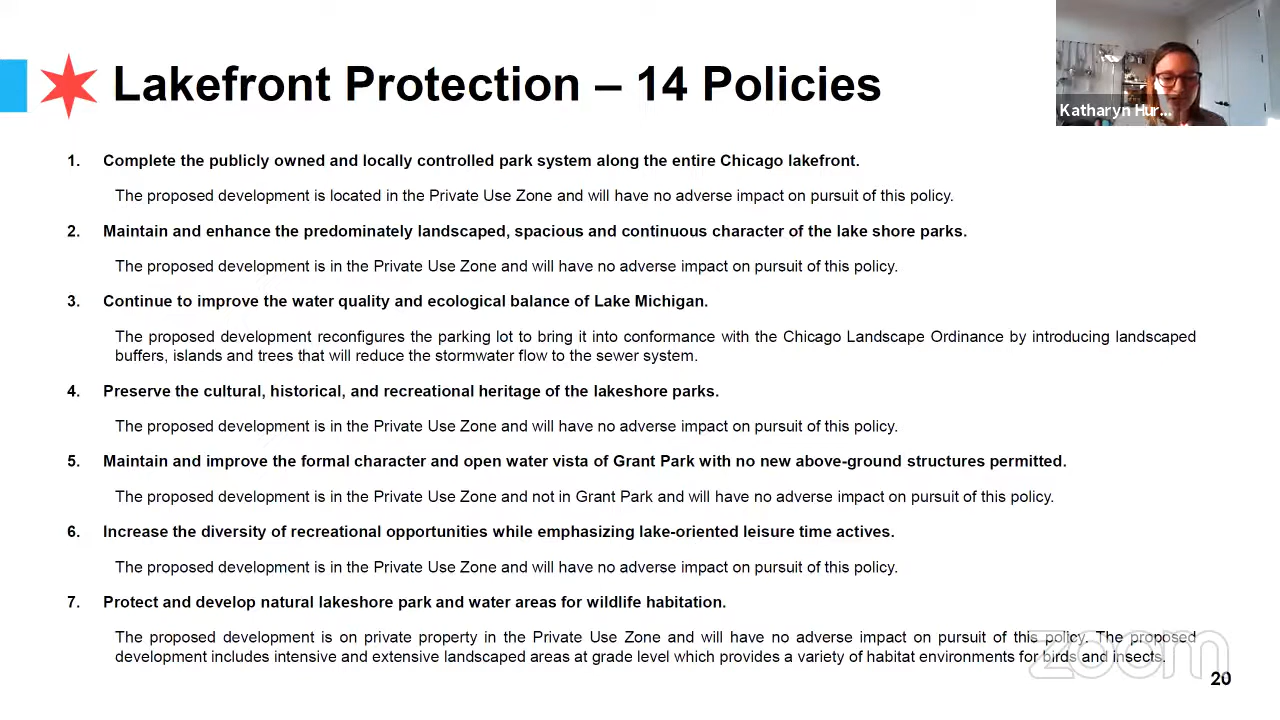 Lakefront Protection – 14 Policies
Katharyn Hur...
1. Complete the publicly owned and locally controlled park system along the entire Chicago lakefront.
The proposed development is located in the Private Use Zone and will have no adverse impact on pursuit of this policy.
2. Maintain and enhance the predominately landscaped, spacious and continuous character of the lake shore parks.
The proposed development is in the Private Use Zone and will have no adverse impact on pursuit of this policy.
3. Continue to improve the water quality and ecological balance of Lake Michigan.
The proposed development reconfigures the parking lot to bring it into conformance with the Chicago Landscape Ordinance by introducing landscaped
buffers, islands and trees that will reduce the stormwater flow to the sewer system.
4. Preserve the cultural, historical, and recreational heritage of the lakeshore parks.
The proposed development is in the Private Use Zone and will have no adverse impact on pursuit of this policy.
5. Maintain and improve the formal character and open water vista of Grant Park with no new above-ground structures permitted.
The proposed development is in the Private Use Zone and not in Grant Park and will have no adverse impact on pursuit of this policy.
6. Increase the diversity of recreational opportunities while emphasizing lake-oriented leisure time actives.
The proposed development is in the Private Use Zone and will have no adverse impact on pursuit of this policy.
7. Protect and develop natural lakeshore park and water areas for wildlife habitation.
The proposed development is on private property in the Private Use Zone and will have no adverse impact on pursuit of this policy. The proposed
development includes intensive and extensive landscaped areas at grade level which provides a variety of habitat environments for birds and insects.
zoom
20